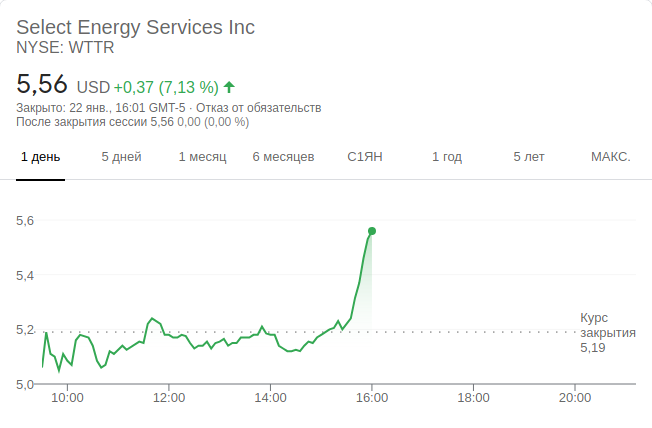 Select Energy Services Inc
NYSE: WTTR
5,56 USD +0,37 (7,13 %)
Закрыто: 22 янв., 16:01 GMT-5 · Отказ от обязательств
После закрытия сессии 5,56 0,00 (0,00 %)
1 день 5 дней 1 месяц 6 месяцев С1ЯН 1 год 5 лет МАКС.
5,6
5,4
5,2
5,0
Курс
закрытия
5,19
10:00 12:00 14:00 16:00 18:00 20:00